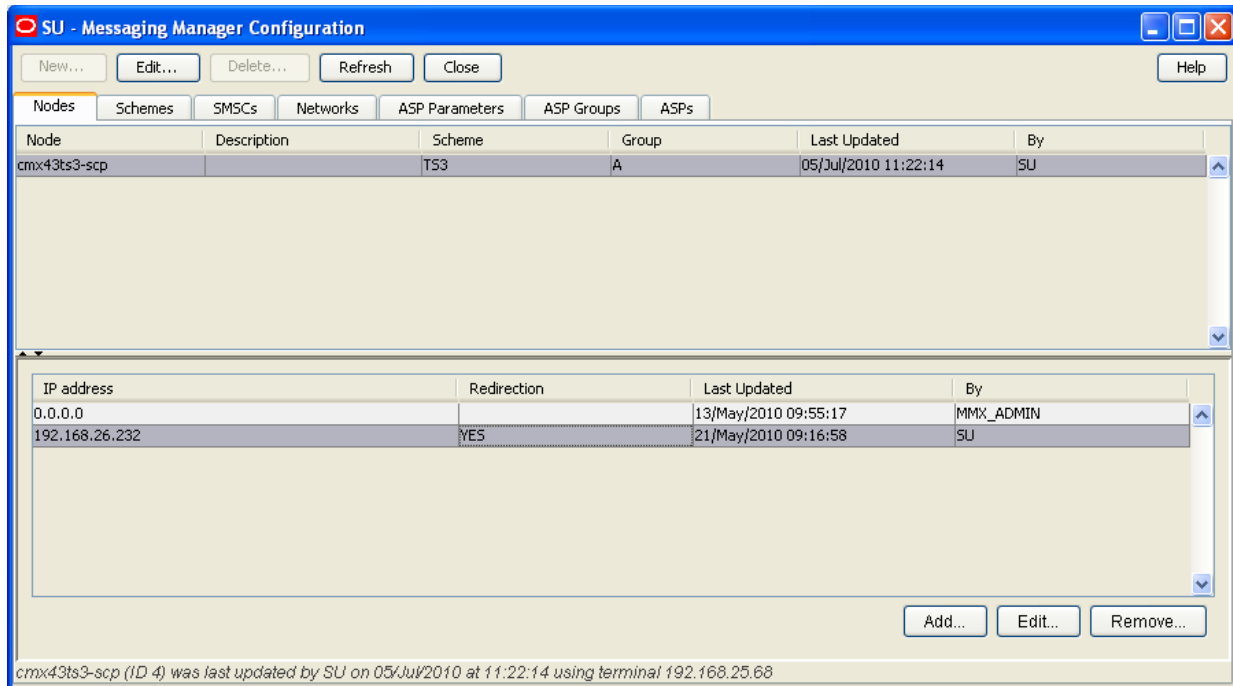 SU - Messaging Manager Configuration
New... Edit... Delete... Refresh Close Help
Nodes Schemes SMSCs Networks ASP Parameters ASP Groups ASPs
Node Description Scheme Group Last Updated By
cmx43ts3-scp TS3 A 05/Jul/2010 11:22:14 SU
IP address Redirection Last Updated By
0.0.0.0 13/May/2010 09:55:17 MMX_ADMIN
192.168.26.232 YES 21/May/2010 09:16:58 SU
Add... Edit... Remove...
cmx43ts3-scp (ID 4) was last updated by SU on 05/Jul/2010 at 11:22:14 using terminal 192.168.25.68